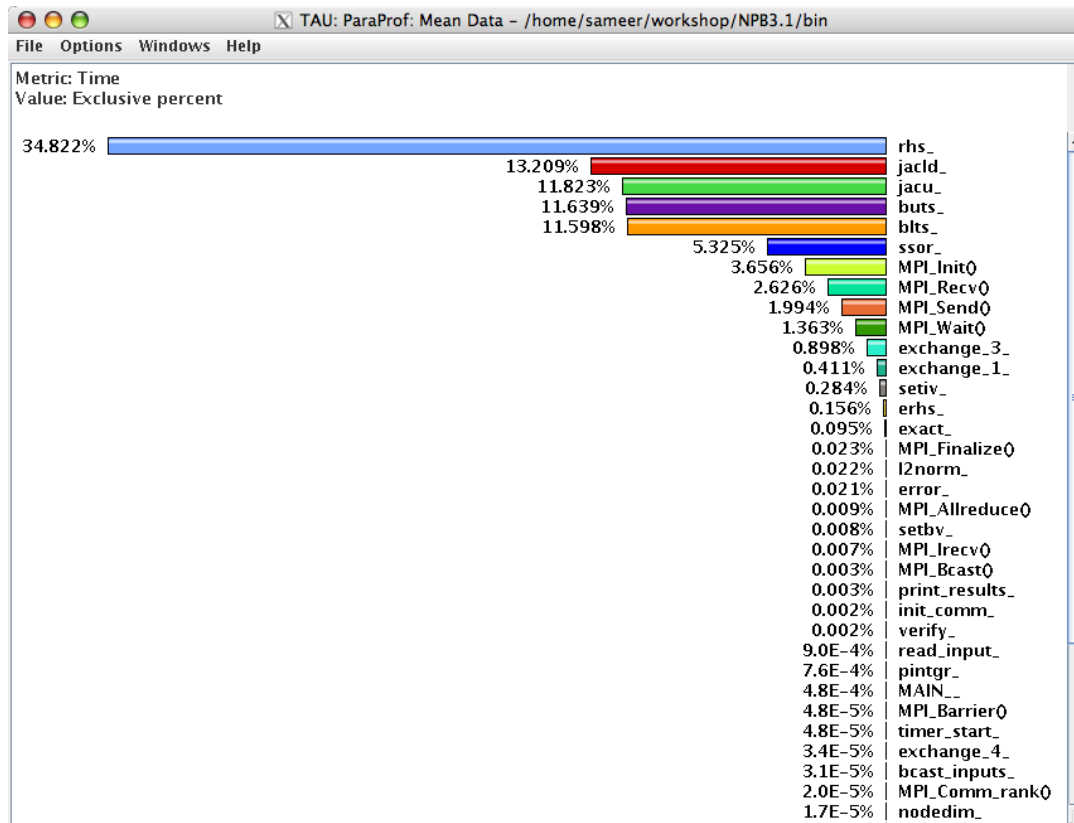 TAU: ParaProf: Mean Data – /home/sameer/workshop/NPB3.1/bin
File Options Windows Help
Metric: Time
Value: Exclusive percent
34.822% rhs_
13.209% jacld_
11.823% jacu_
11.639% buts_
11.598% blts_
5.325% ssor_
3.656% MPI_Init()
2.626% MPI_Recv()
1.994% MPI_Send()
1.363% MPI_Wait()
0.898% exchange_3_
0.411% exchange_1_
0.284% setiv_
0.156% erhs_
0.095% exact_
0.023% MPI_Finalize()
0.022% l2norm_
0.021% error_
0.009% MPI_Allreduce()
0.008% setbv_
0.007% MPI_Irecv()
0.003% MPI_Bcast()
0.003% print_results_
0.002% init_comm_
0.002% verify_
9.0E-4% read_input_
7.6E-4% pintgr_
4.8E-4% MAIN__
4.8E-5% MPI_Barrier()
4.8E-5% timer_start_
3.4E-5% exchange_4_
3.1E-5% bcast_inputs_
2.0E-5% MPI_Comm_rank()
1.7E-5% nodedim_